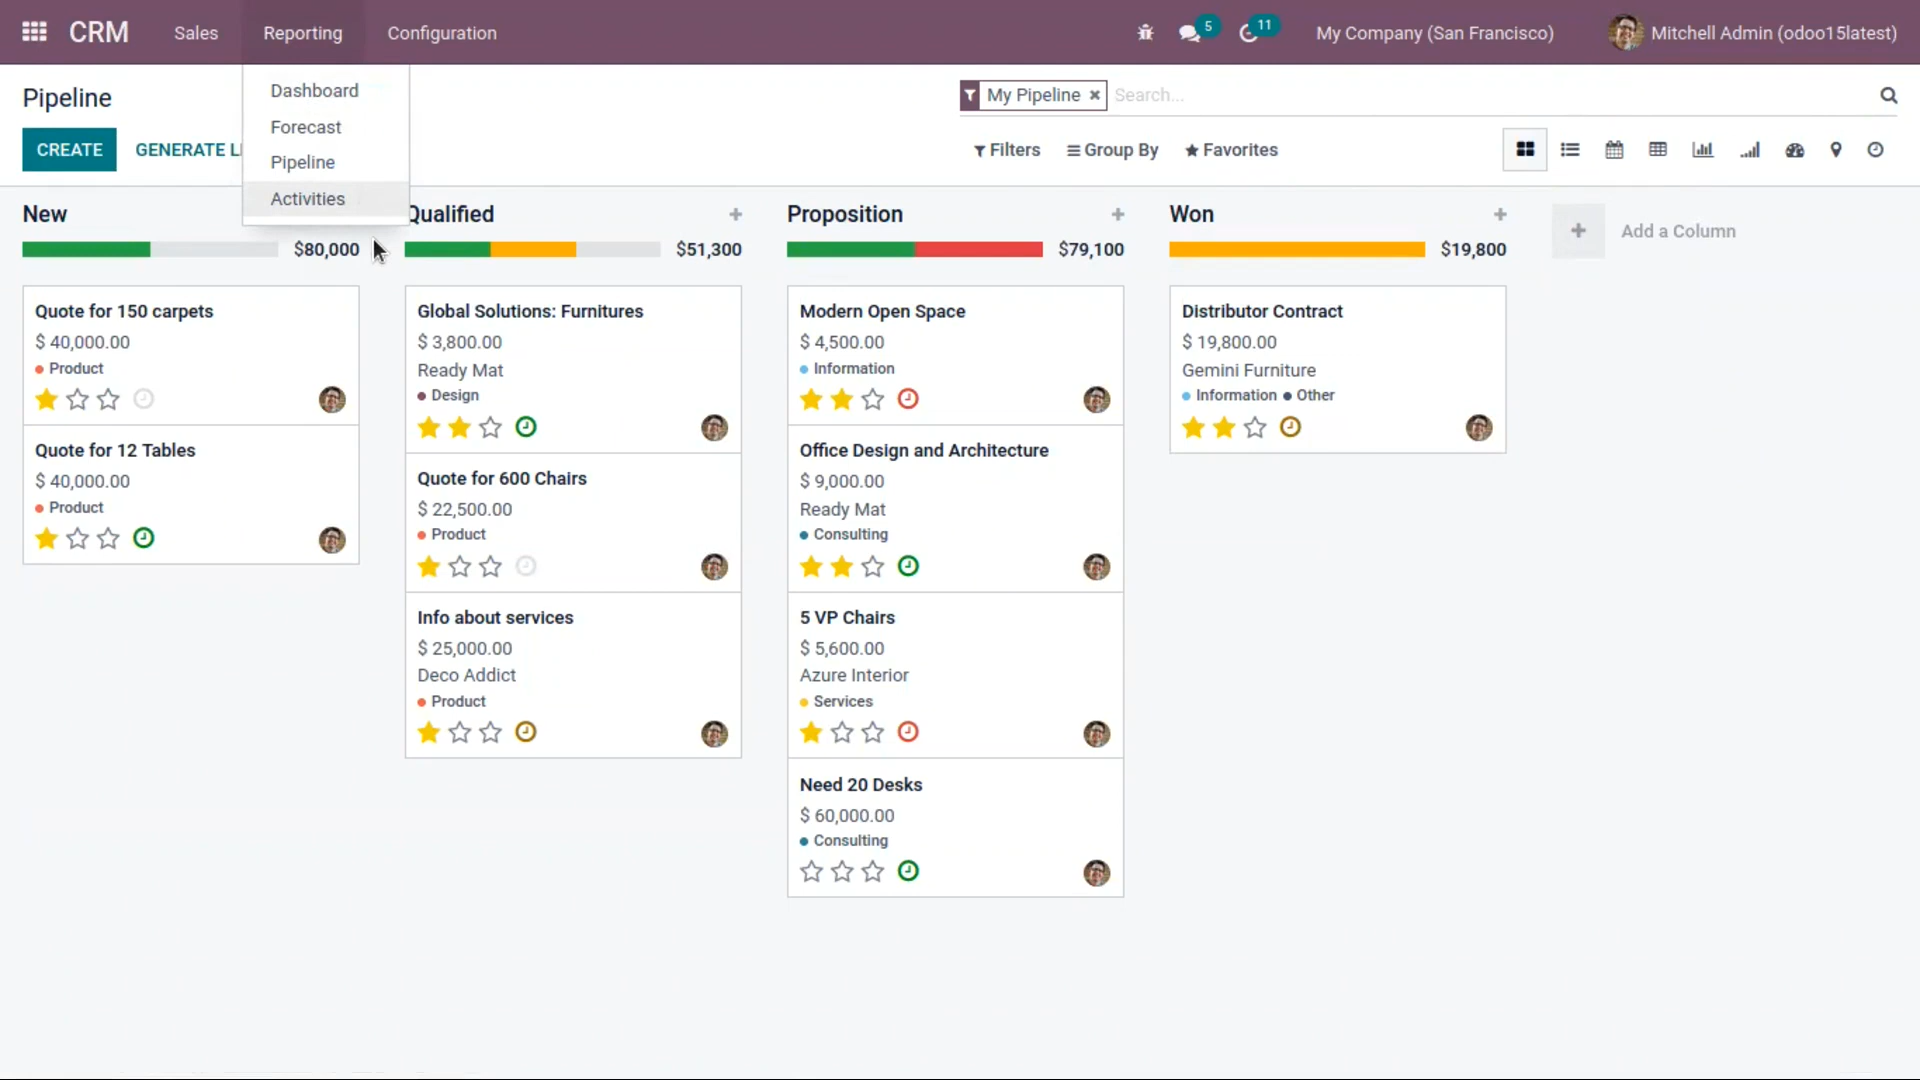 CRM Sales Reporting Configuration 5 11 My Company (San Francisco) Mitchell Admin (odoo15latest)
Pipeline
Dashboard
Forecast
Pipeline
Activities
My Pipeline × Search...
CREATE GENERATE LI
Filters Group By Favorites
New
$80,000
Quote for 150 carpets
$ 40,000.00
Product
Quote for 12 Tables
$ 40,000.00
Product
Qualified +
$51,300
Global Solutions: Furnitures
$ 3,800.00
Ready Mat
Design
Quote for 600 Chairs
$ 22,500.00
Product
Info about services
$ 25,000.00
Deco Addict
Product
Proposition +
$79,100
Modern Open Space
$ 4,500.00
Information
Office Design and Architecture
$ 9,000.00
Ready Mat
Consulting
5 VP Chairs
$ 5,600.00
Azure Interior
Services
Need 20 Desks
$ 60,000.00
Consulting
Won +
$19,800
Distributor Contract
$ 19,800.00
Gemini Furniture
Information Other
+ Add a Column